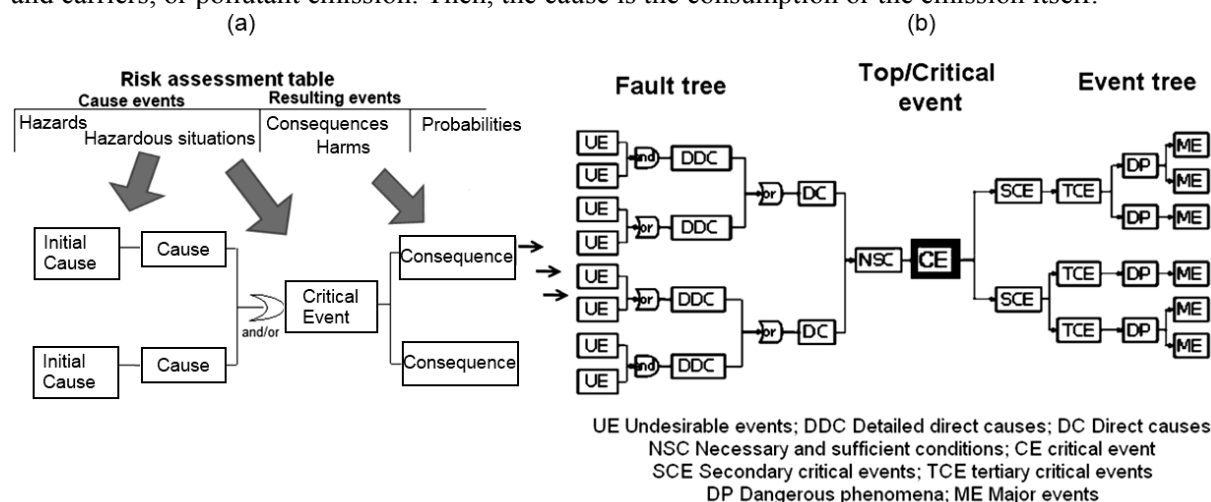 and carriers, or pollutant emission. Then, the cause is the consumption or the emission itself.
(a)
(b)
Risk assessment table
Cause events
Resulting events
Hazards
Hazardous situations
Consequences
Harms
Probabilities
Initial
Cause
Cause
Initial
Cause
Cause
and/or
Critical
Event
Consequence
Consequence
Fault tree
Top/Critical
event
Event tree
UE
UE
and
DDC
UE
UE
or
DDC
or
DC
UE
UE
or
DDC
UE
UE
and
DDC
or
DC
NSC
CE
SCE
TCE
DP
ME
ME
DP
ME
SCE
TCE
DP
ME
TCE
DP
ME
ME
UE Undesirable events; DDC Detailed direct causes; DC Direct causes
NSC Necessary and sufficient conditions; CE critical event
SCE Secondary critical events; TCE tertiary critical events
DP Dangerous phenomena; ME Major events